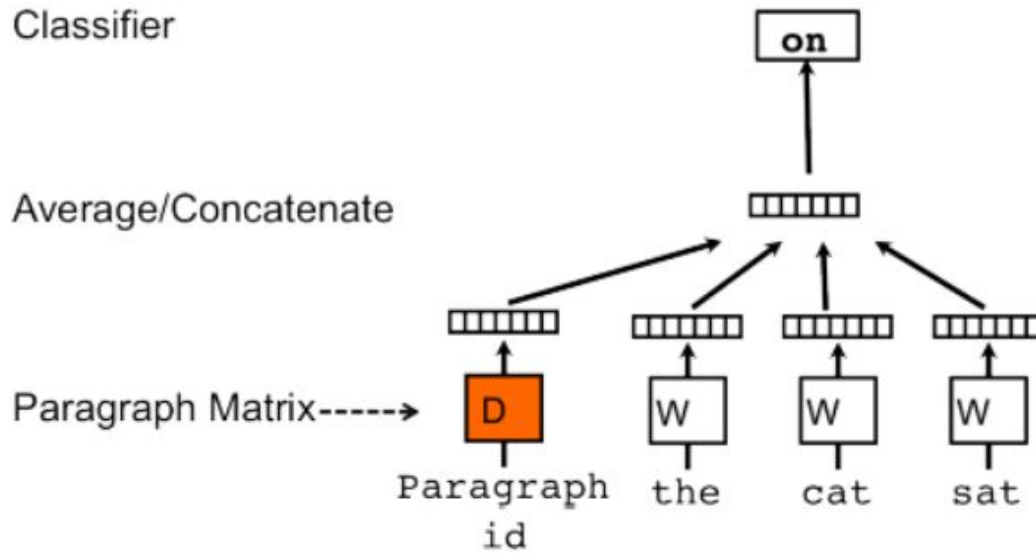 Classifier
on
Average/Concatenate
Paragraph Matrix
D
W
W
W
Paragraph
id
the
cat
sat